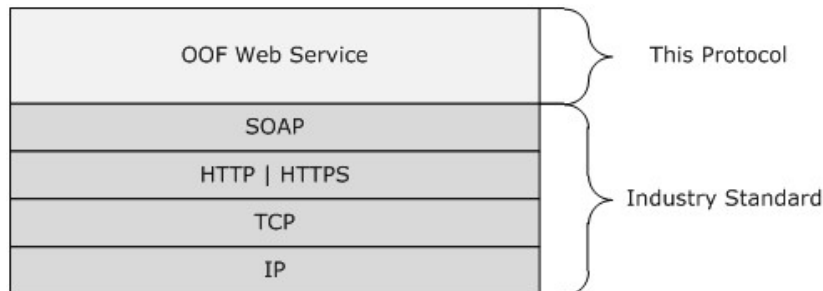 OOF Web Service
This Protocol
SOAP
HTTP | HTTPS
Industry Standard
TCP
IP